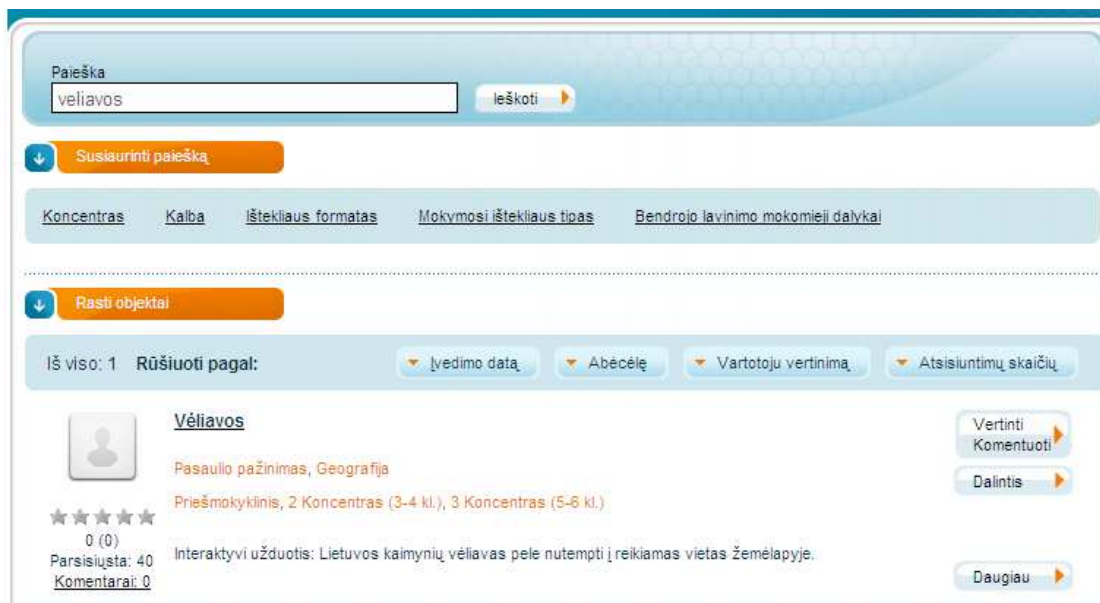 Paieška
veliavos
Ieškoti
Susiaurinti paiešką
Koncentras Kalba Ištekliaus formatas Mokymosi ištekliaus tipas Bendrojo lavinimo mokomieji dalykai
Rasti objektai
Iš viso: 1 Rūšiuoti pagal: Įvedimo datą Abėcėlę Vartotoju vertinimą Atsisiuntimų skaičių
Vėliavos
Pasaulio pažinimas, Geografija
Priešmokyklinis, 2 Koncentras (3-4 kl.), 3 Koncentras (5-6 kl.)
0 (0)
Parsisiųsta: 40
Komentarai: 0
Interaktyvi užduotis: Lietuvos kaimynių vėliavas pele nutempti į reikiamas vietas žemėlapyje.
Vertinti
Komentuoti
Dalintis
Daugiau